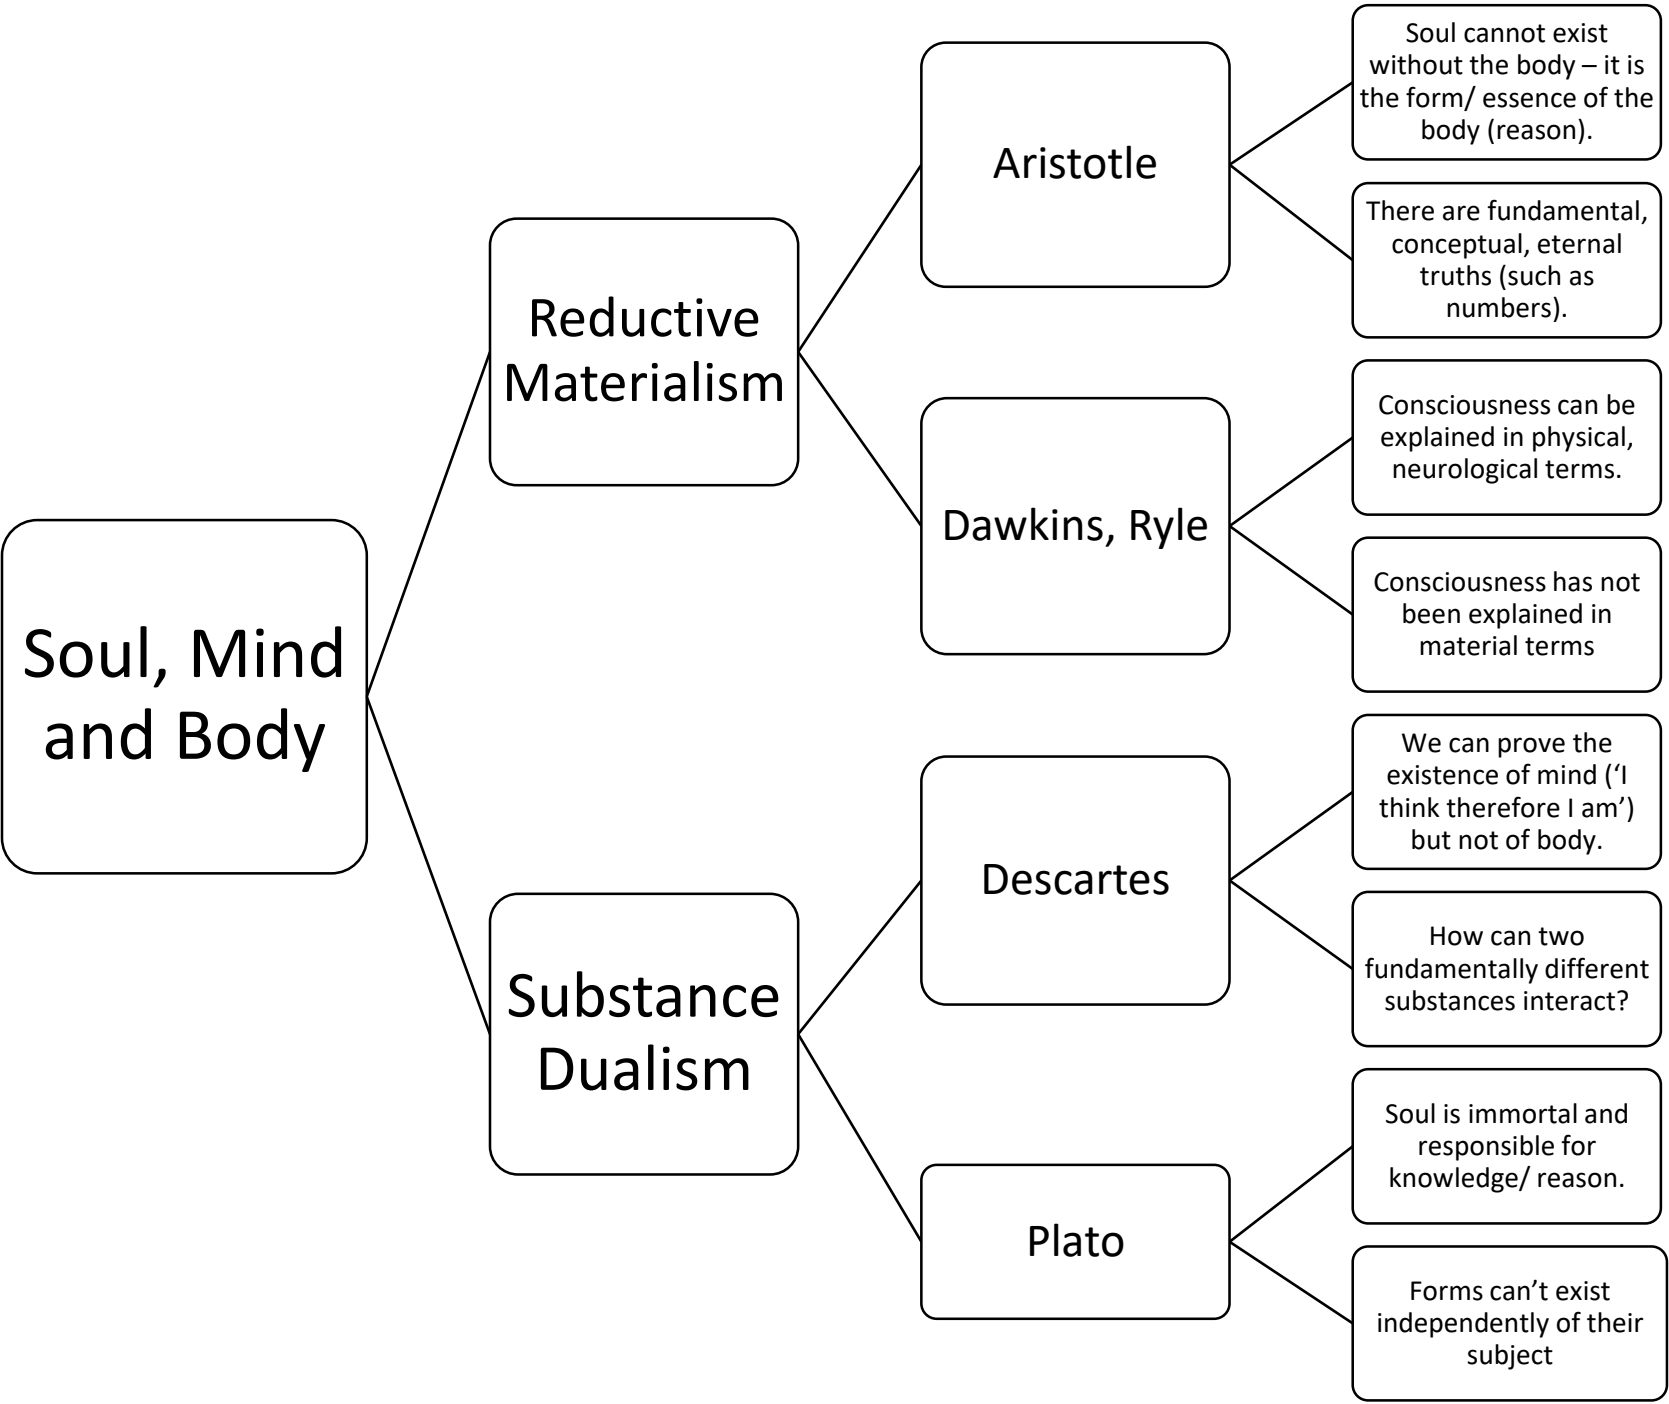 Soul, Mind
and Body
Reductive
Materialism
Substance
Dualism
Aristotle
Dawkins, Ryle
Descartes
Plato
Soul cannot exist
without the body – it is
the form/ essence of the
body (reason).
There are fundamental,
conceptual, eternal
truths (such as
numbers).
Consciousness can be
explained in physical,
neurological terms.
Consciousness has not
been explained in
material terms
We can prove the
existence of mind (‘I
think therefore I am’)
but not of body.
How can two
fundamentally different
substances interact?
Soul is immortal and
responsible for
knowledge/ reason.
Forms can’t exist
independently of their
subject